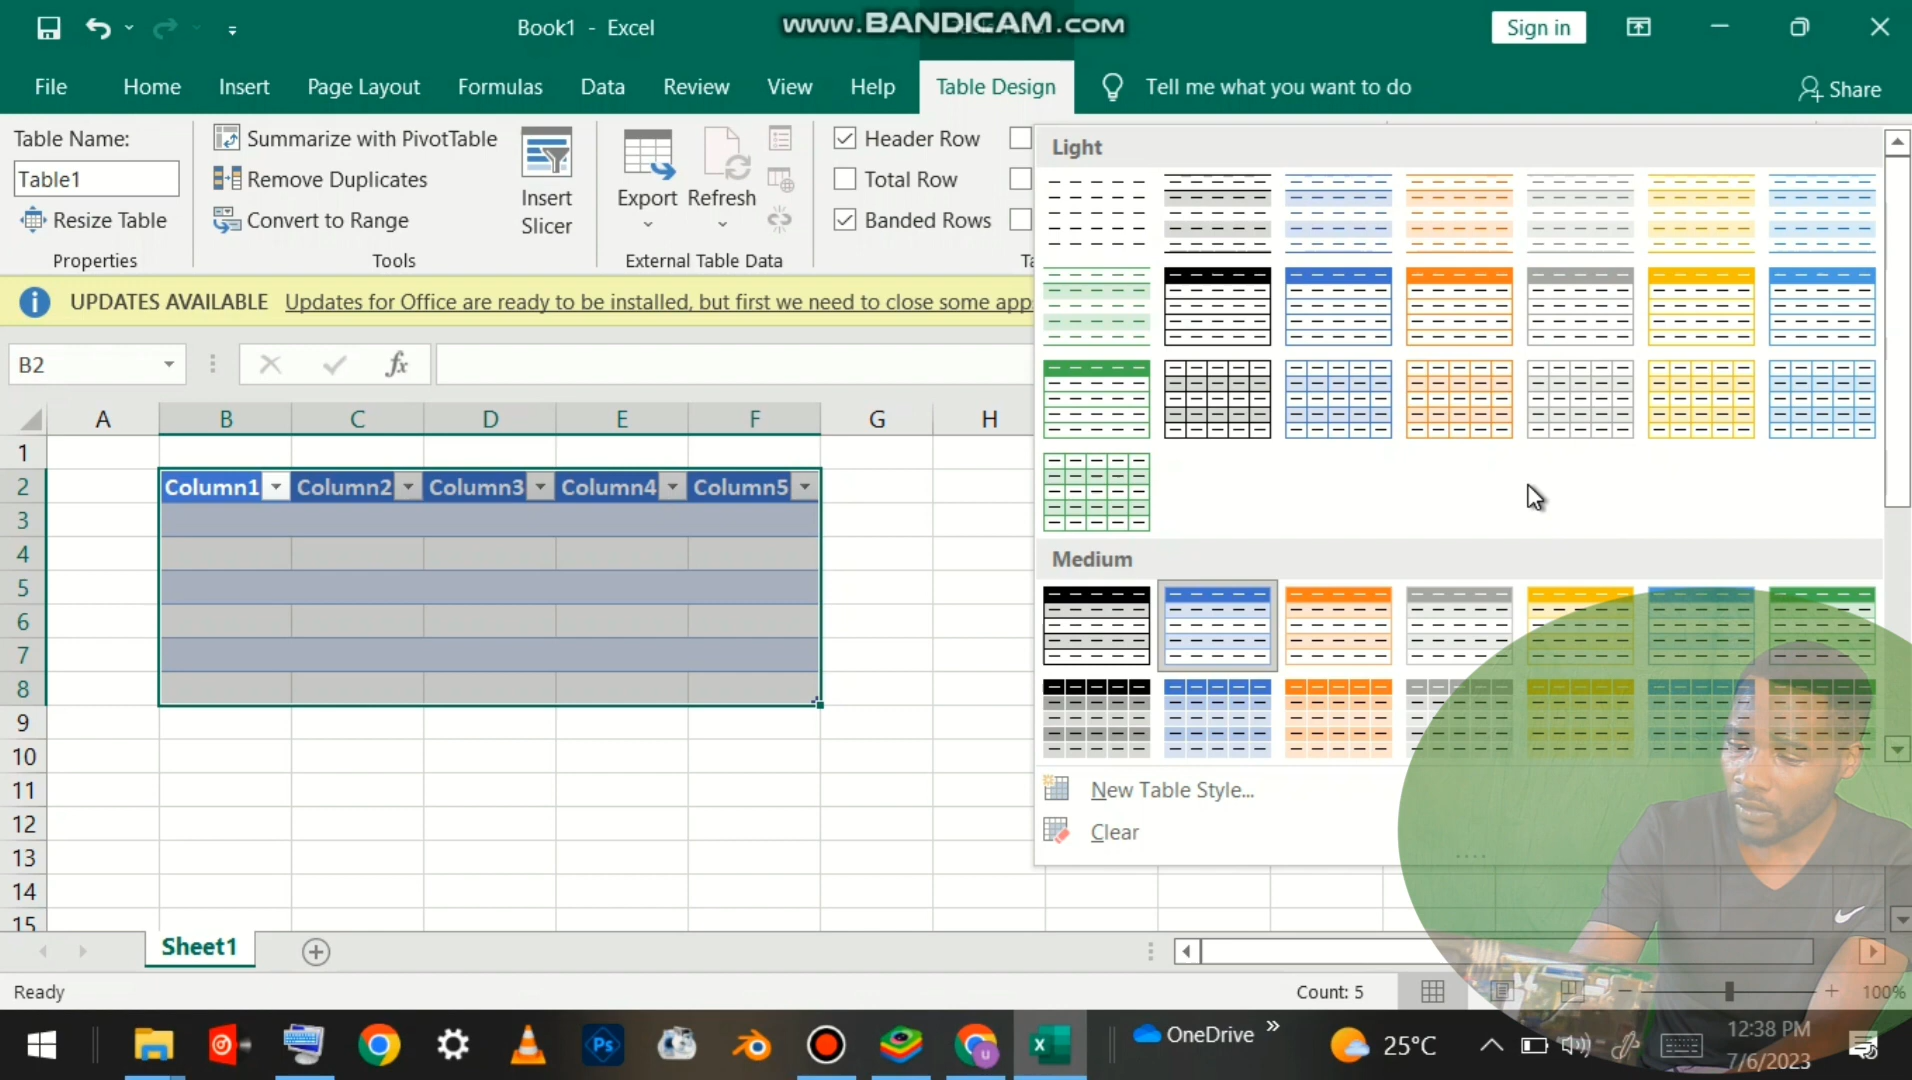 Book1 - Excel
www.BANDICAM.com
Sign in
File
Home
Insert
Page Layout
Formulas
Data
Review
View
Help
Table Design
Tell me what you want to do
Share
Table Name:
Table1
Resize Table
Properties
Summarize with PivotTable
Remove Duplicates
Convert to Range
Tools
Insert
Slicer
Export
Refresh
External Table Data
Header Row
Total Row
Banded Rows
UPDATES AVAILABLE Updates for Office are ready to be installed, but first we need to close some app
B2
fx
A B C D E F G H
1
2 Column1 Column2 Column3 Column4 Column5
3
4
5
6
7
8
9
10
11
12
13
14
15
Light
Medium
New Table Style...
Clear
Sheet1
Ready
Count: 5
100%
Ps
OneDrive
25°C
12:38 PM
7/6/2023